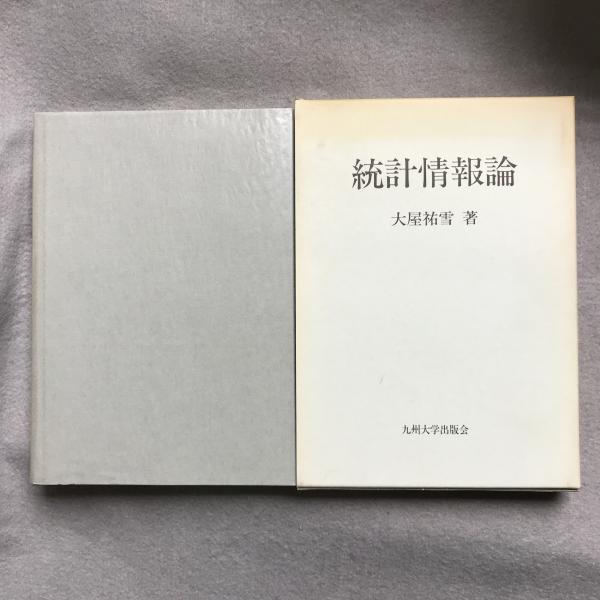 統計情報論
大屋祐雪 著
九州大学出版会